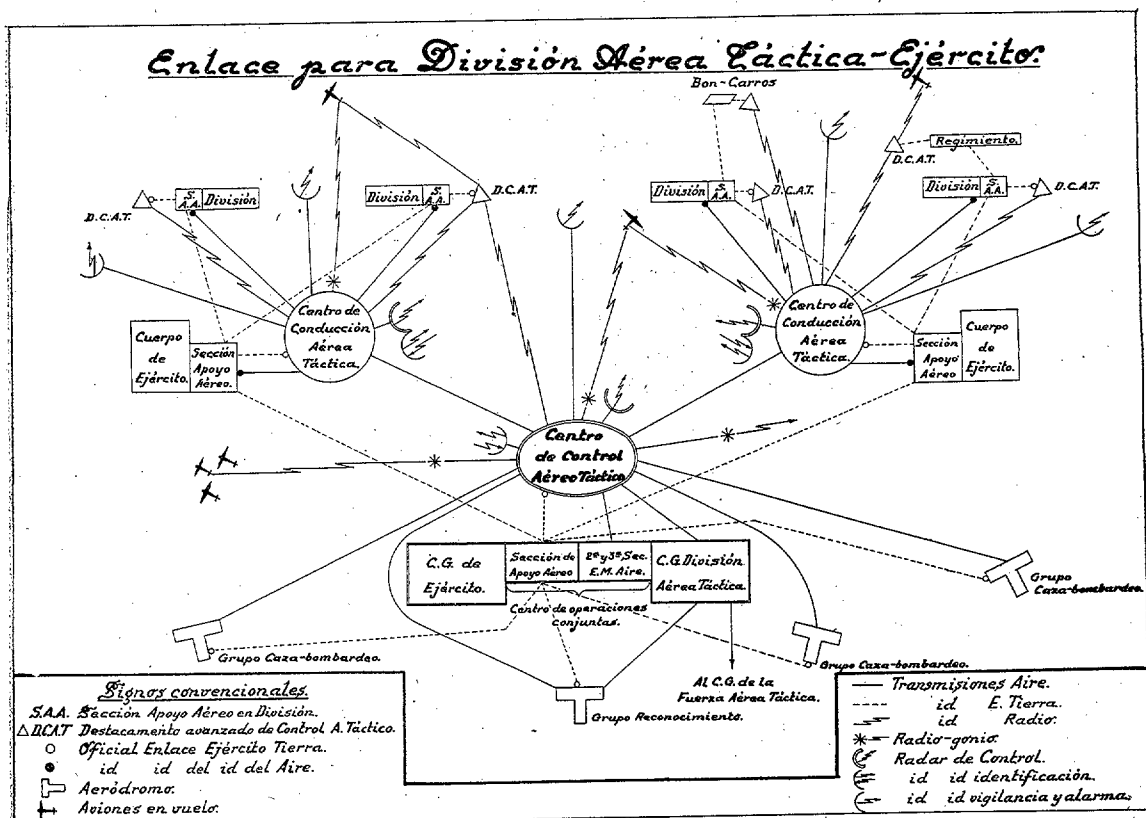 Enlace para División Aérea Táctica-Ejército.
Bon-Carros
D.C.A.T.
Regimiento.
S.A.A.
División
D.C.A.T.
División
S.A.A.
D.C.A.T.
División
S.A.A.
D.C.A.T.
División
S.A.A.
D.C.A.T.
Cuerpo
de
Ejército.
Sección
Apoyo
Aéreo.
Centro de
Conducción
Aérea
Táctica.
Centro de
Conducción
Aérea
Táctica.
Sección
Apoyo
Aéreo
Cuerpo
de
Ejército.
Centro
de Control
Aéreo Táctico
C.G. de
Ejército.
Sección de
Apoyo Aéreo
2ª y 3ª Sec.
E.M. Aire.
C.G. División
Aérea Táctica.
Centro de operaciones
conjuntas.
Grupo
Caza-bombardeo.
Grupo Caza-bombardeo.
Grupo Caza-bombardeo.
Al C.G. de la
Fuerza Aérea Táctica.
Grupo Reconocimiento.
Signos convencionales.
S.A.A. Sección Apoyo Aéreo en División.
D.C.A.T Destacamento avanzado de Control A. Táctico.
Oficial Enlace Ejército Tierra.
id id del id del Aire.
Aeródromo.
Aviones en vuelo.
Transmisiones Aire.
id E. Tierra.
id Radio.
Radio-gonio.
Radar de Control.
id id identificación.
id id vigilancia y alarma.